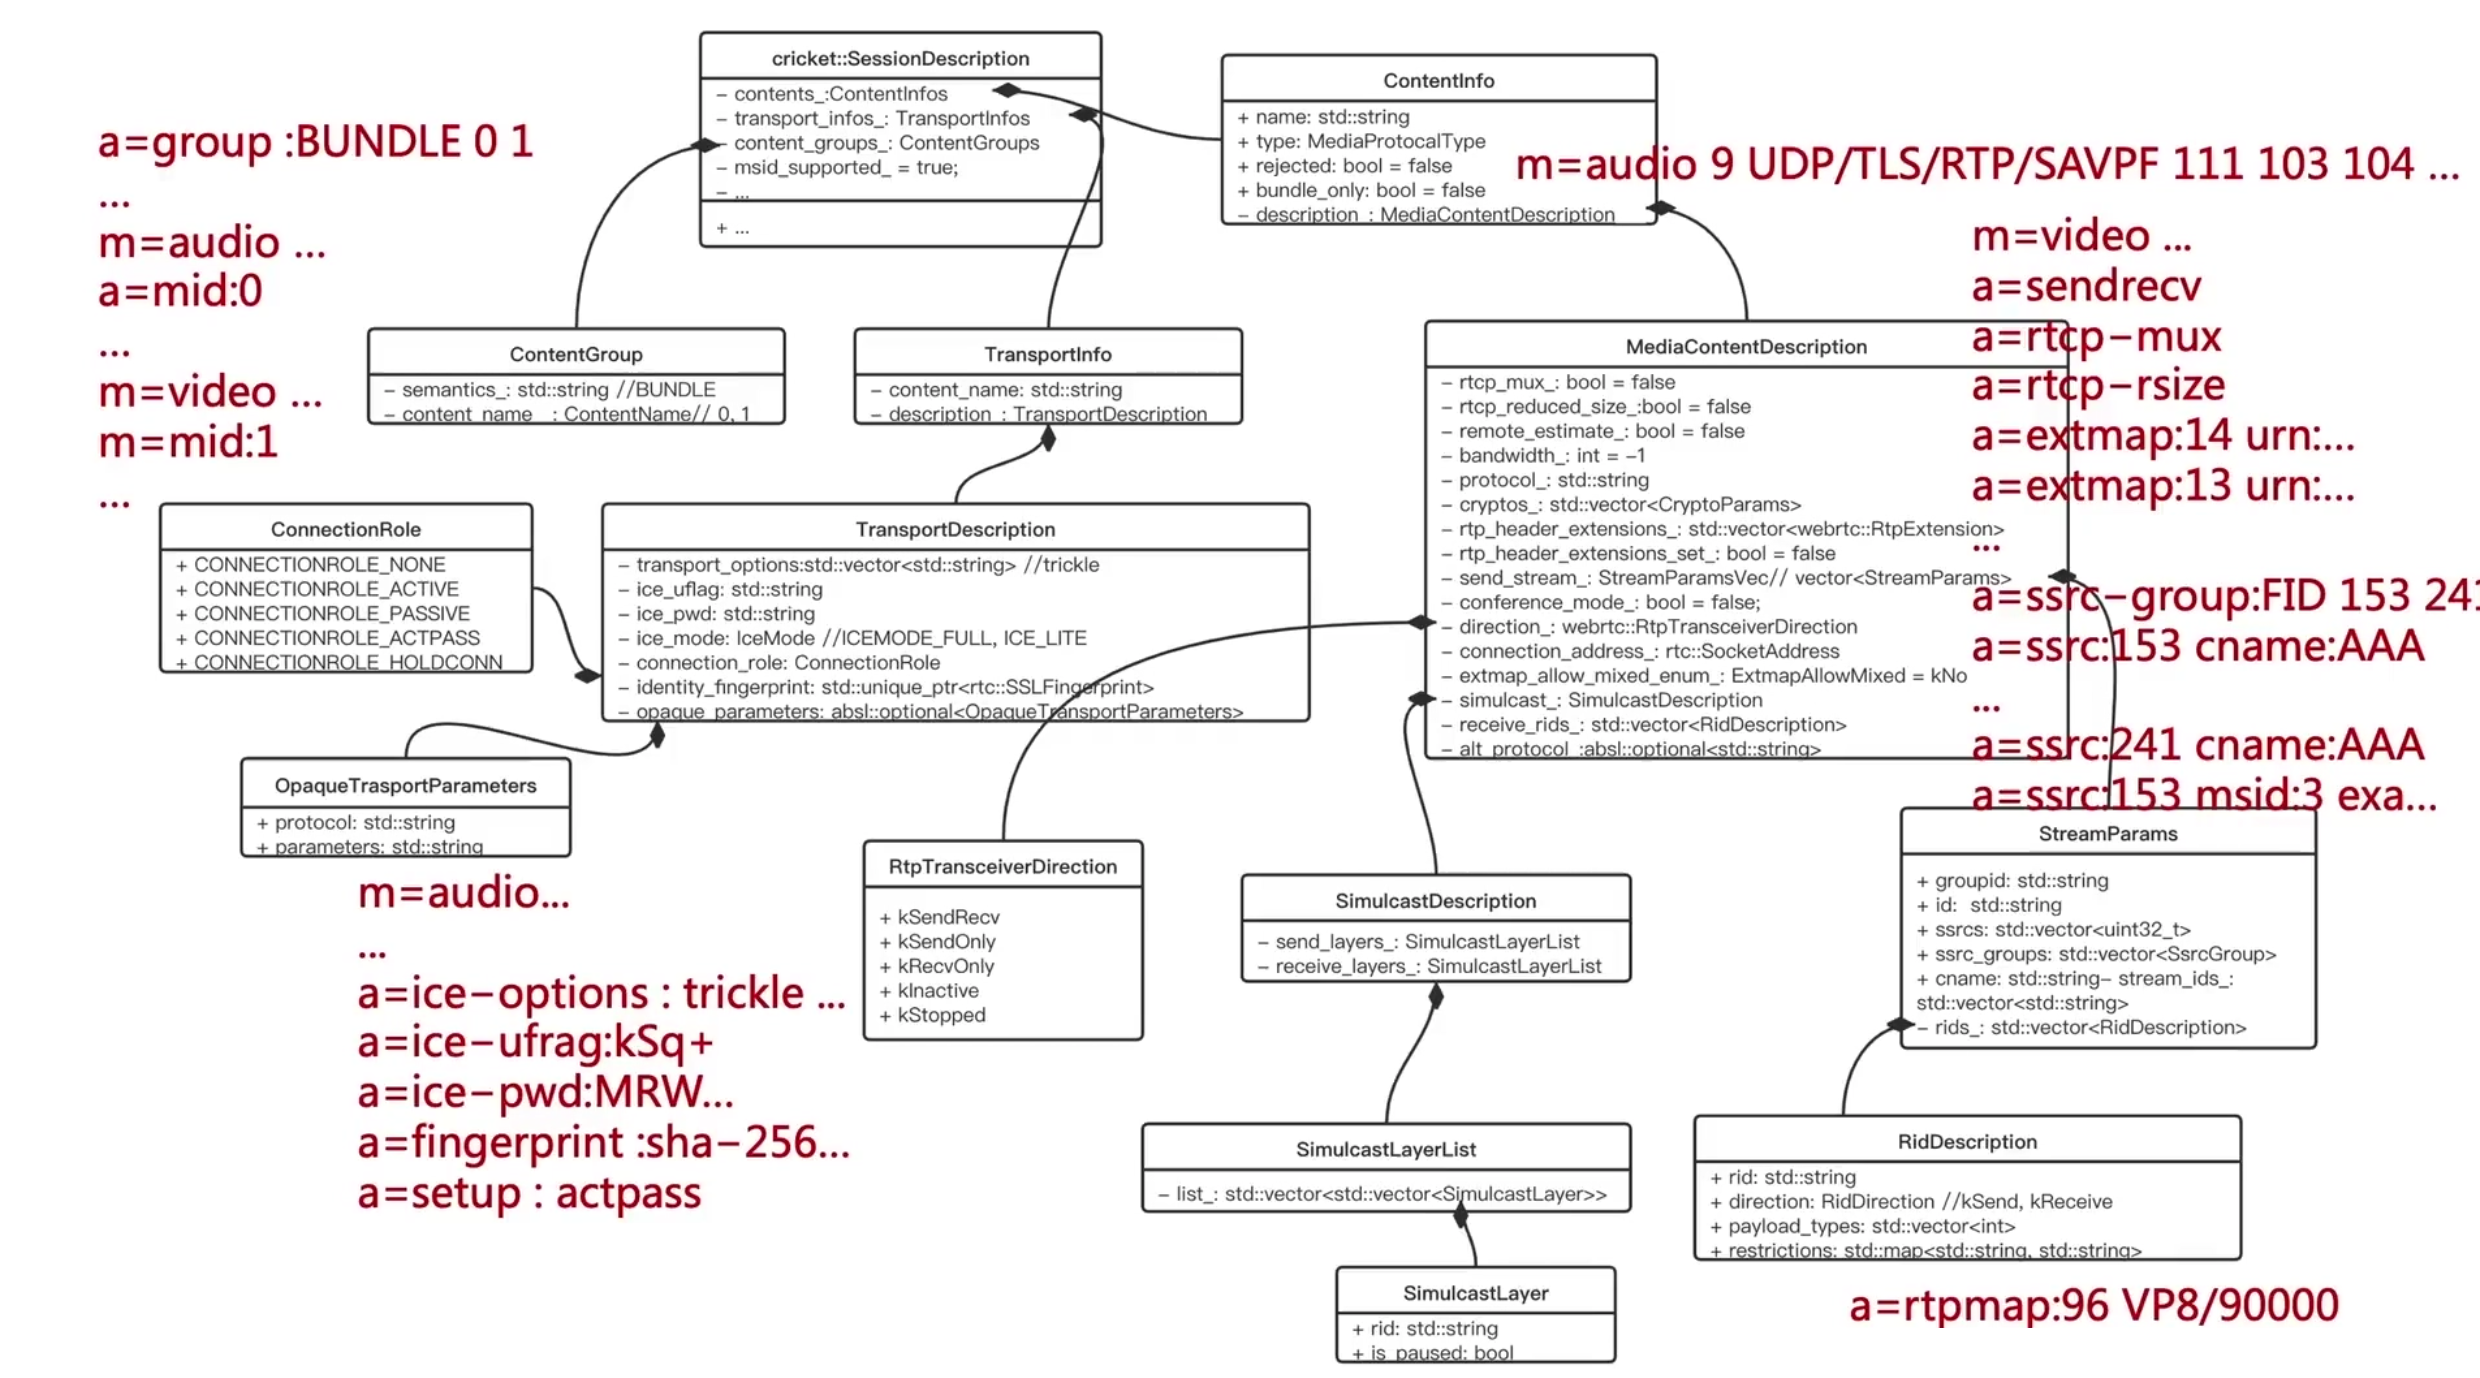 cricket::SessionDescription
– contents_:ContentInfos
– transport_infos_: TransportInfos
– content_groups_: ContentGroups
– msid_supported_ = true;
– ...
+ ...
ContentInfo
+ name: std::string
+ type: MediaProtocalType
+ rejected: bool = false
+ bundle_only: bool = false
– description_: MediaContentDescription
a=group :BUNDLE 0 1
...
m=audio ...
a=mid:0
...
m=video ...
m=mid:1
...
m=audio 9 UDP/TLS/RTP/SAVPF 111 103 104 ...
m=video ...
a=sendrecv
a=rtcp–mux
a=rtcp–rsize
a=extmap:14 urn:...
a=extmap:13 urn:...
...
a=ssrc–group:FID 153 241
a=ssrc:153 cname:AAA
...
a=ssrc:241 cname:AAA
a=ssrc:153 msid:3 exa...
ContentGroup
– semantics_: std::string //BUNDLE
– content_name_ : ContentName// 0, 1
TransportInfo
– content_name: std::string
– description_: TransportDescription
MediaContentDescription
– rtcp_mux_: bool = false
– rtcp_reduced_size_:bool = false
– remote_estimate_: bool = false
– bandwidth_: int = –1
– protocol_: std::string
– cryptos_: std::vector<CryptoParams>
– rtp_header_extensions_: std::vector<webrtc::RtpExtension>
– rtp_header_extensions_set_: bool = false
– send_stream_: StreamParamsVec// vector<StreamParams>
– conference_mode_: bool = false;
– direction_: webrtc::RtpTransceiverDirection
– connection_address_: rtc::SocketAddress
– extmap_allow_mixed_enum_: ExtmapAllowMixed = kNo
– simulcast_: SimulcastDescription
– receive_rids_: std::vector<RidDescription>
– alt_protocol_:absl::optional<std::string>
ConnectionRole
+ CONNECTIONROLE_NONE
+ CONNECTIONROLE_ACTIVE
+ CONNECTIONROLE_PASSIVE
+ CONNECTIONROLE_ACTPASS
+ CONNECTIONROLE_HOLDCONN
TransportDescription
– transport_options:std::vector<std::string> //trickle
– ice_uflag: std::string
– ice_pwd: std::string
– ice_mode: IceMode //ICEMODE_FULL, ICE_LITE
– connection_role: ConnectionRole
– identity_fingerprint: std::unique_ptr<rtc::SSLFingerprint>
– opaque_parameters: absl::optional<OpaqueTransportParameters>
OpaqueTrasportParameters
+ protocol: std::string
+ parameters: std::string
m=audio...
...
a=ice–options : trickle ...
a=ice–ufrag:kSq+
a=ice–pwd:MRW...
a=fingerprint :sha–256...
a=setup : actpass
RtpTransceiverDirection
+ kSendRecv
+ kSendOnly
+ kRecvOnly
+ kInactive
+ kStopped
SimulcastDescription
– send_layers_: SimulcastLayerList
– receive_layers_: SimulcastLayerList
StreamParams
+ groupid: std::string
+ id:  std::string
+ ssrcs: std::vector<uint32_t>
+ ssrc_groups: std::vector<SsrcGroup>
+ cname: std::string– stream_ids_:
std::vector<std::string>
– rids_: std::vector<RidDescription>
SimulcastLayerList
– list_: std::vector<std::vector<SimulcastLayer>>
RidDescription
+ rid: std::string
+ direction: RidDirection //kSend, kReceive
+ payload_types: std::vector<int>
+ restrictions: std::map<std::string, std::string>
SimulcastLayer
+ rid: std::string
+ is_paused: bool
a=rtpmap:96 VP8/90000